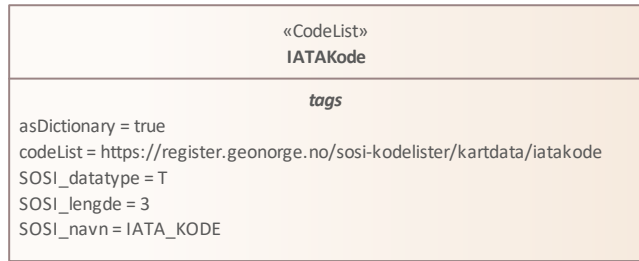 «CodeList»
IATAKode
tags
asDictionary = true
codeList = https://register.geonorge.no/sosi-kodelister/kartdata/iatakode
SOSI_datatype = T
SOSI_lengde = 3
SOSI_navn = IATA_KODE